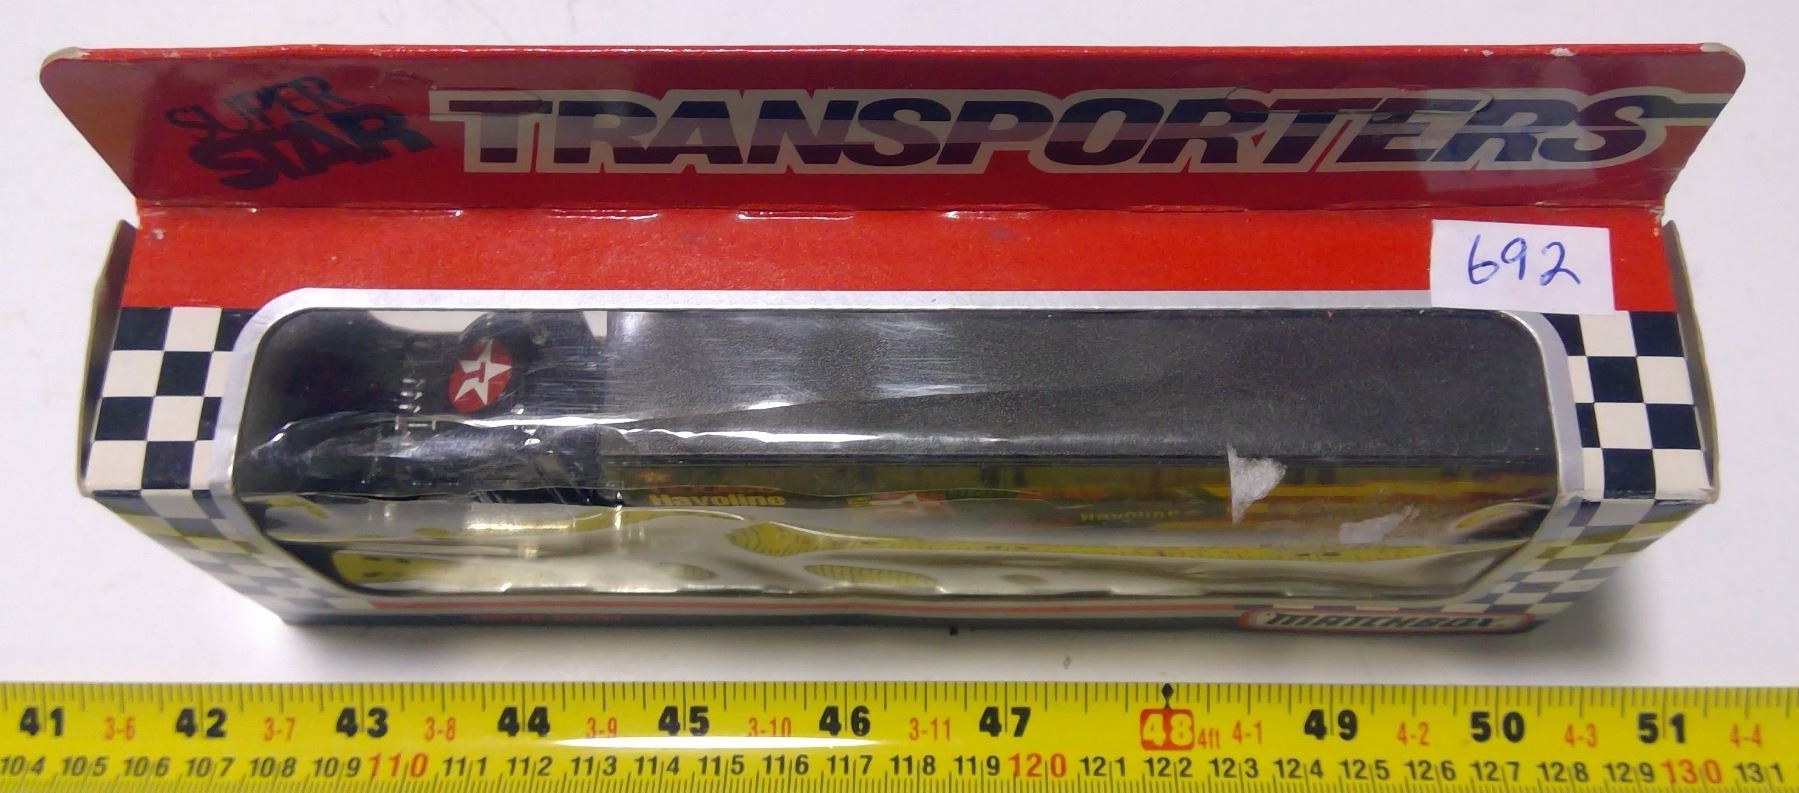 SUPER
STAR
TRANSPORTERS
692
T
Havoline
Havoline
MATCHBOX
41 3-6 42 3-7 43 3-8 44 3-9 45 3-10 46 3-11 47 48 4ft 4-1 49 4-2 50 4-3 51 4-4
104 105 106 107 108 109 110 111 112 113 114 115 116 117 118 119 120 121 122 123 124 125 126 127 128 129 130 131